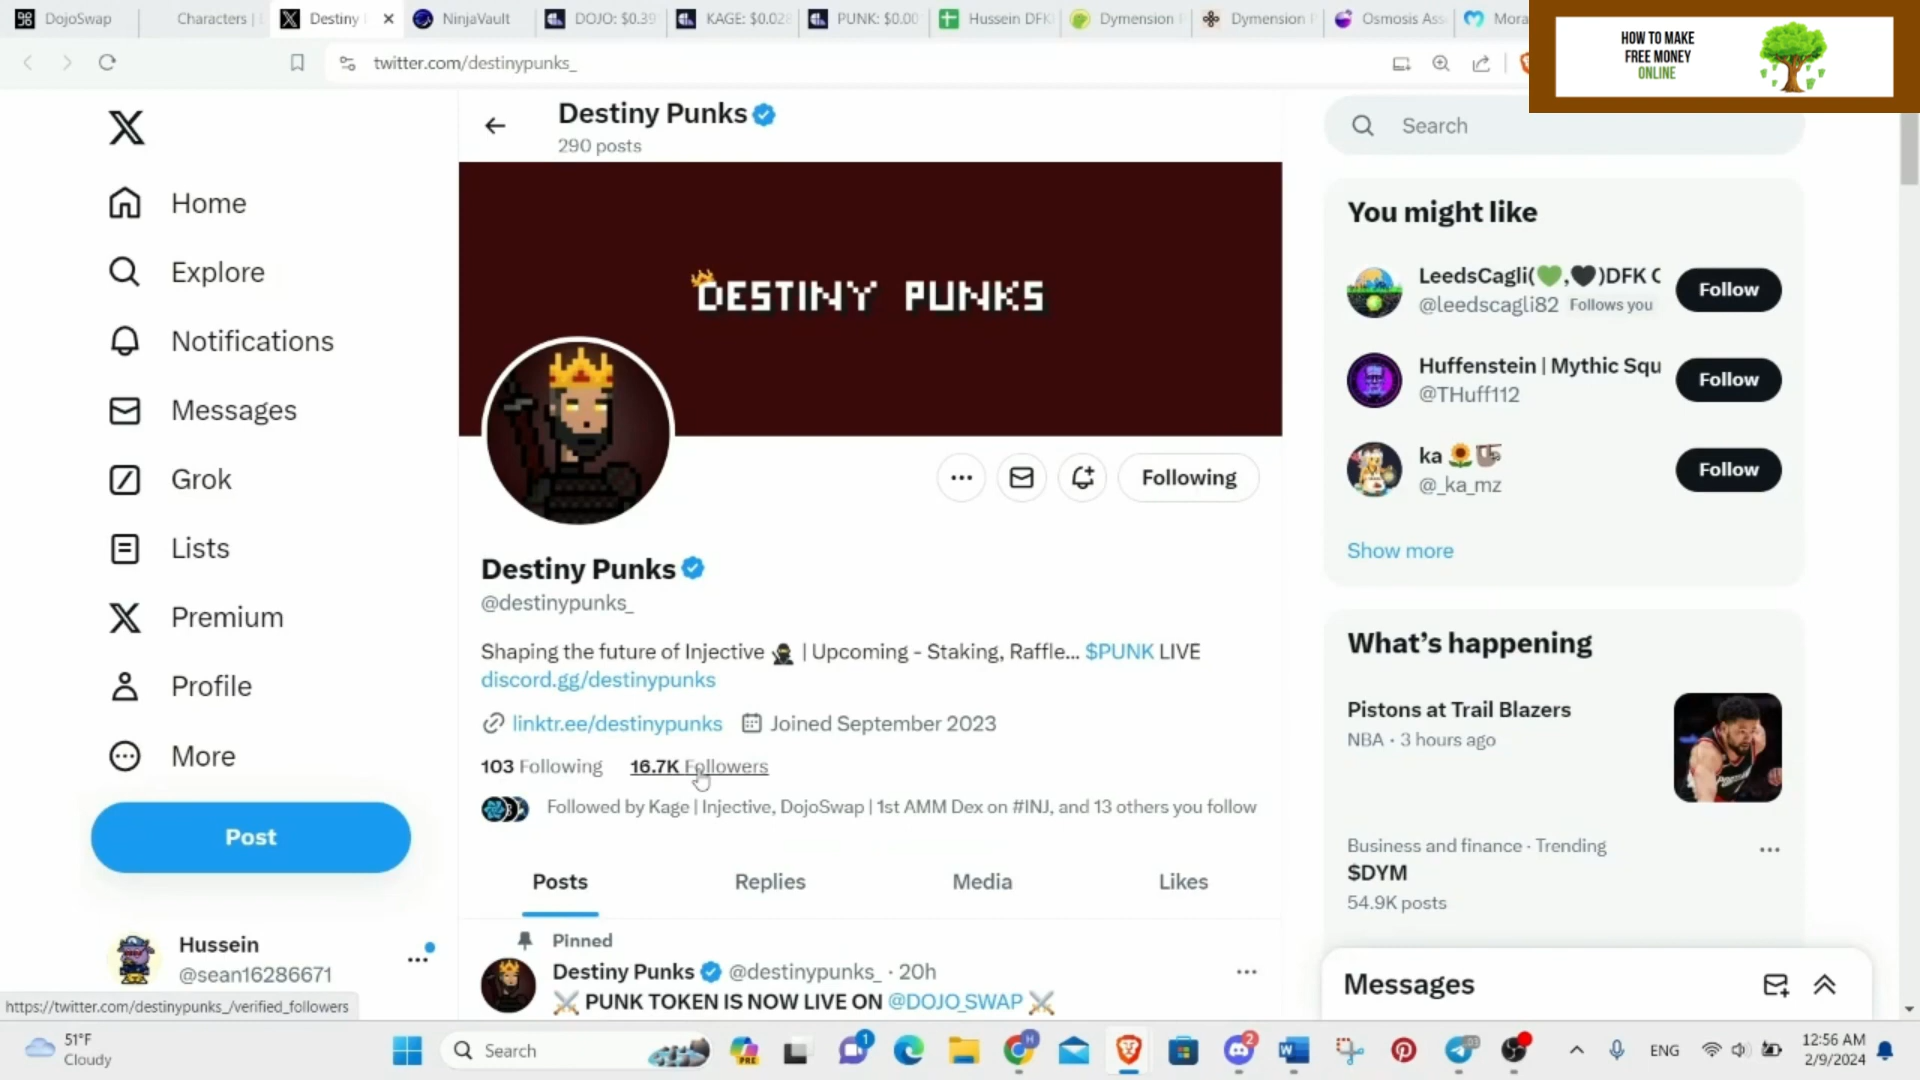 DojoSwap
Characters |
Destiny
NinjaVault
DOJO: $0.39
KAGE: $0.028
PUNK: $0.00
Hussein DFK
Dymension
Dymension
Osmosis Ass
Mora
HOW TO MAKE
FREE MONEY
ONLINE
twitter.com/destinypunks_
Destiny Punks
290 posts
Search
Home
Explore
Notifications
Messages
Grok
Lists
Premium
Profile
More
Post
Hussein
@sean16286671
https://twitter.com/destinypunks_/verified_followers
DESTINY PUNKS
Following
Destiny Punks
@destinypunks_
Shaping the future of Injective 🥷 | Upcoming - Staking, Raffle... $PUNK LIVE
discord.gg/destinypunks
linktr.ee/destinypunks Joined September 2023
103 Following 16.7K Followers
Followed by Kage | Injective, DojoSwap | 1st AMM Dex on #INJ, and 13 others you follow
Posts Replies Media Likes
Pinned
Destiny Punks @destinypunks_ · 20h
⚔️ PUNK TOKEN IS NOW LIVE ON @DOJO_SWAP ⚔️
You might like
LeedsCagli(💚,🖤)DFK C
@leedscagli82 Follows you
Follow
Huffenstein | Mythic Squ
@THuff112
Follow
ka 🌻🦥
@_ka_mz
Follow
Show more
What's happening
Pistons at Trail Blazers
NBA · 3 hours ago
Business and finance · Trending
$DYM
54.9K posts
Messages
51°F
Cloudy
Search
PRE
1
H
2
ENG
12:56 AM
2/9/2024